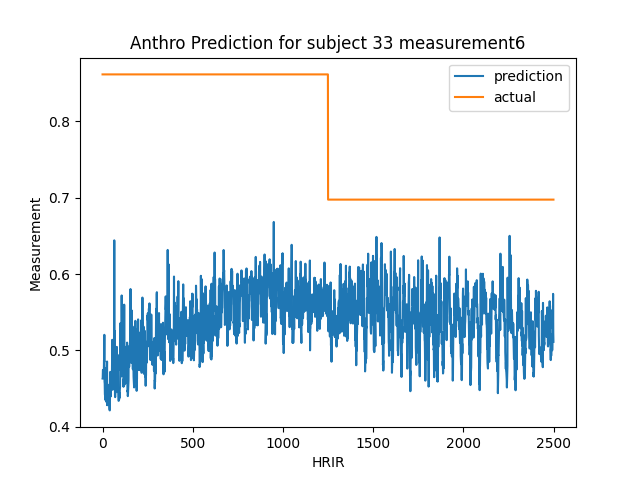 Anthro Prediction for subject 33 measurement6
prediction
actual
Measurement
0.8
0.7
0.6
0.5
0.4
0
500
1000
1500
2000
2500
HRIR